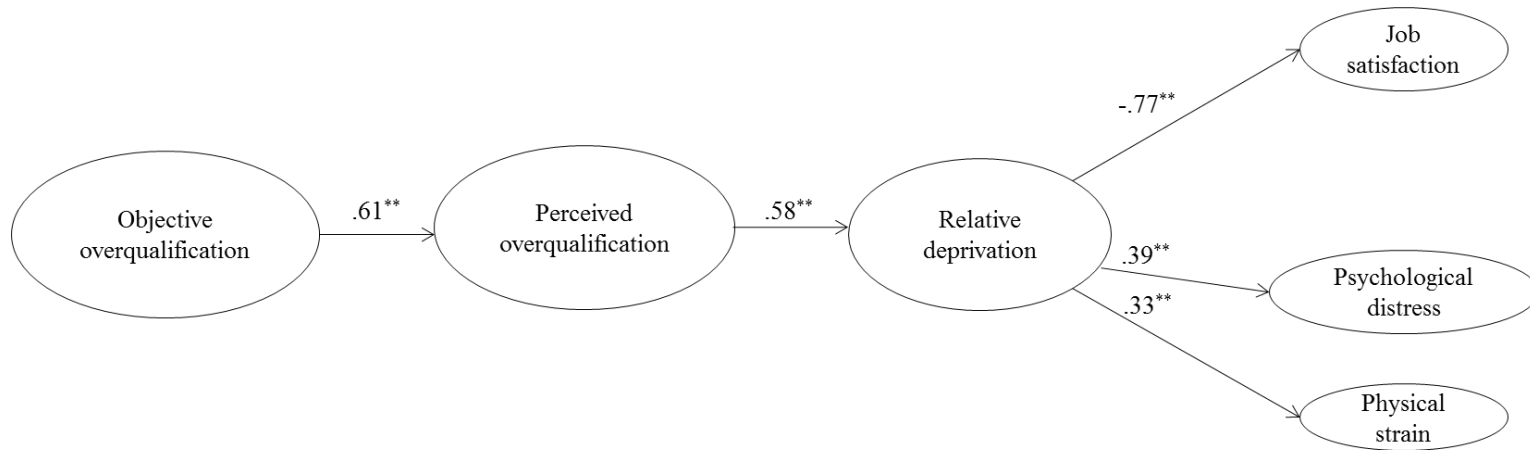 Objective
overqualification
.61**
Perceived
overqualification
.58**
Relative
deprivation
-.77**
Job
satisfaction
.39**
Psychological
distress
.33**
Physical
strain